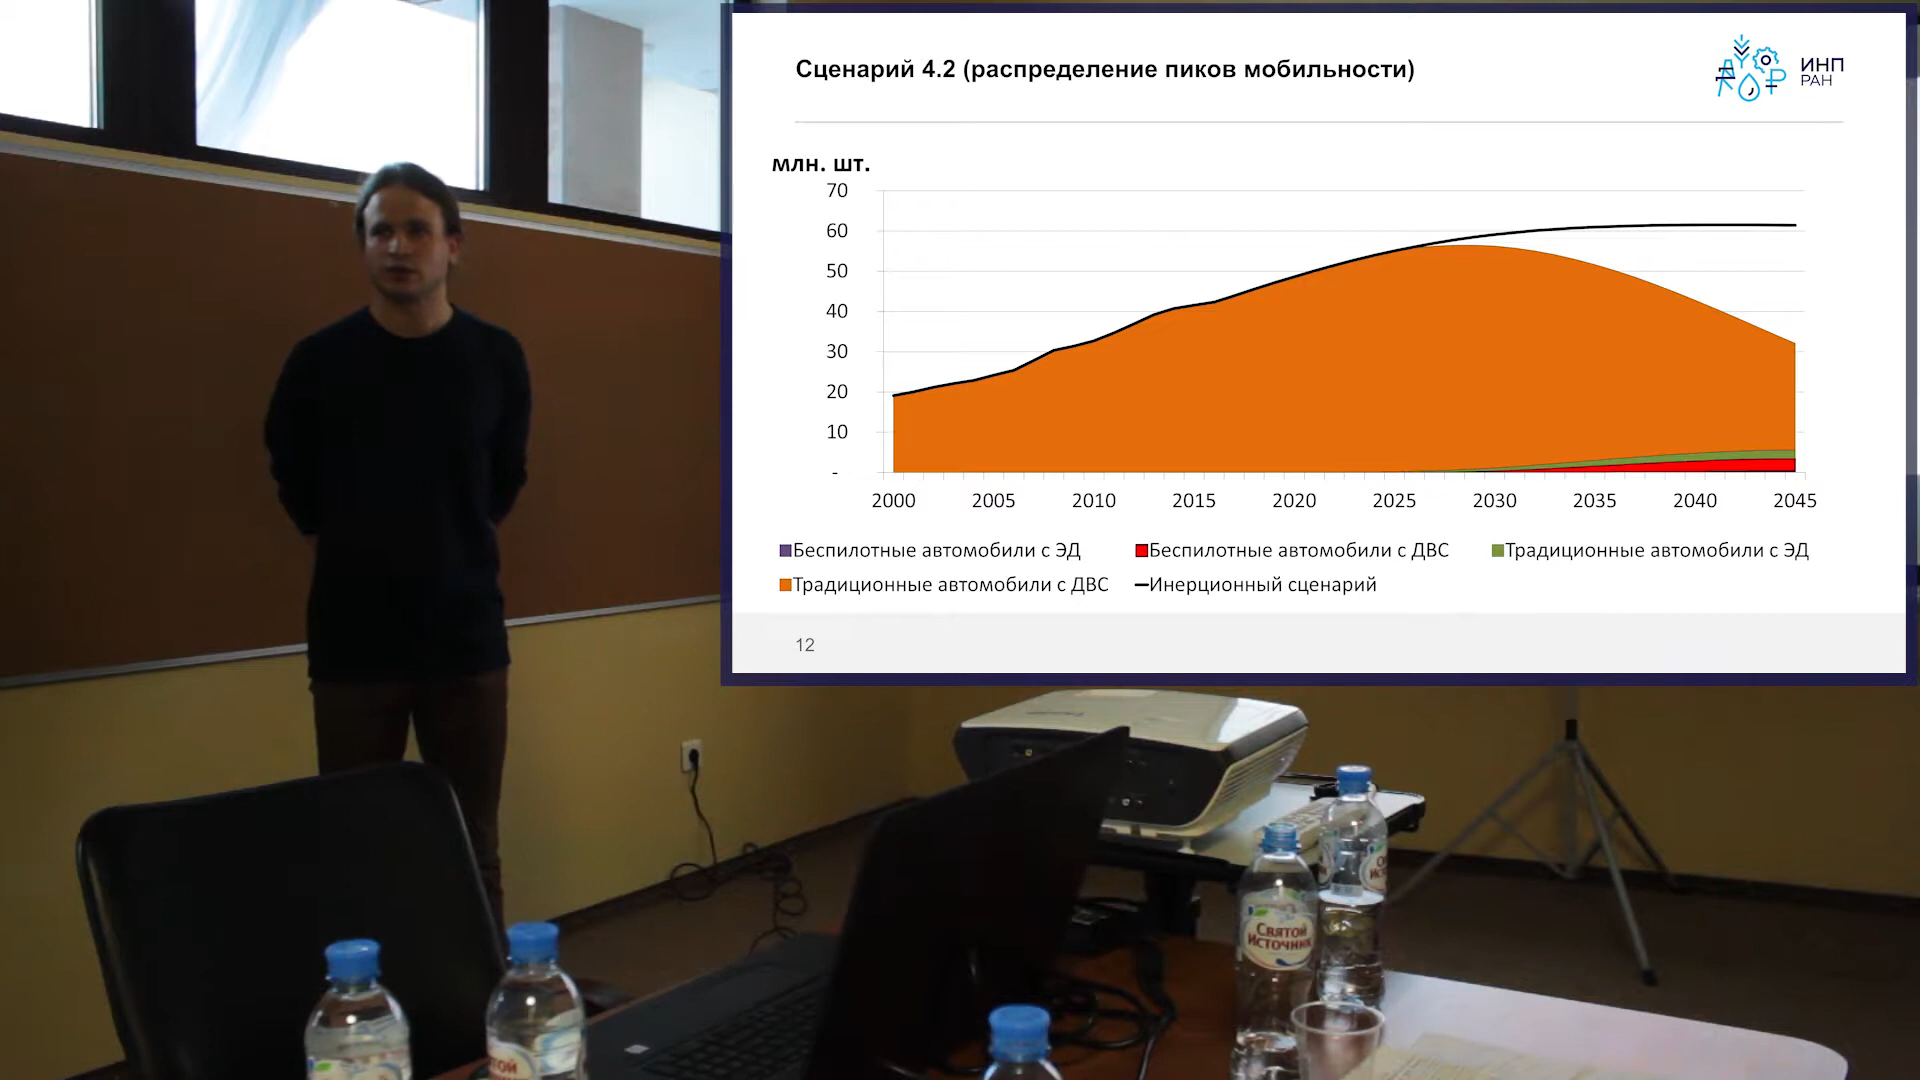 Сценарий 4.2 (распределение пиков мобильности)
ИНП
РАН
млн. шт.
70
60
50
40
30
20
10
-
2000 2005 2010 2015 2020 2025 2030 2035 2040 2045
Беспилотные автомобили с ЭД Беспилотные автомобили с ДВС Традиционные автомобили с ЭД
Традиционные автомобили с ДВС Инерционный сценарий
12
Святой
Источник